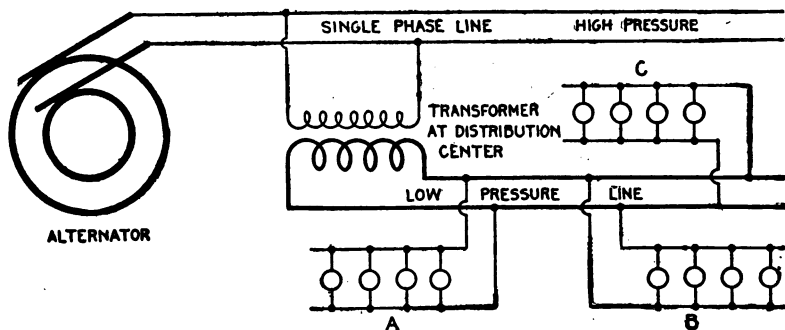 SINGLE PHASE LINE HIGH PRESSURE
C
TRANSFORMER
AT DISTRIBUTION
CENTER
LOW PRESSURE LINE
ALTERNATOR
A
B